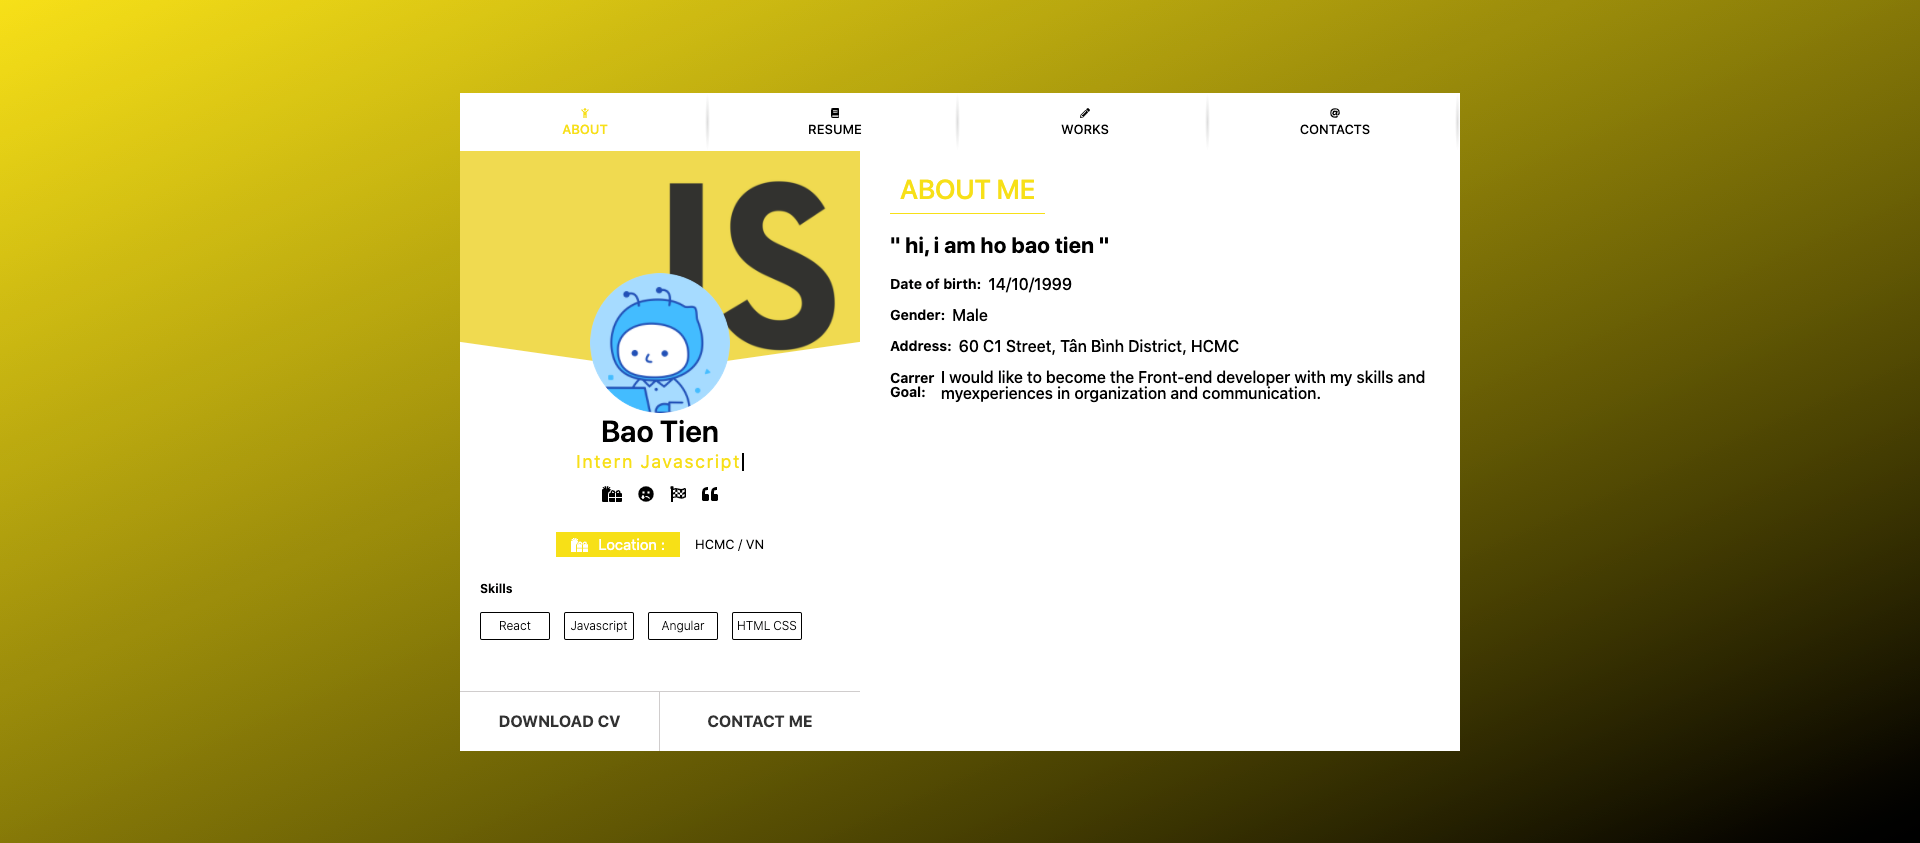 ABOUT
RESUME
WORKS
CONTACTS
JS
Bao Tien
Intern Javascript
Location :
HCMC / VN
Skills
React
Javascript
Angular
HTML CSS
DOWNLOAD CV
CONTACT ME
ABOUT ME
" hi, i am ho bao tien "
Date of birth: 14/10/1999
Gender: Male
Address: 60 C1 Street, Tân Bình District, HCMC
Carrer Goal:
I would like to become the Front-end developer with my skills and
myexperiences in organization and communication.